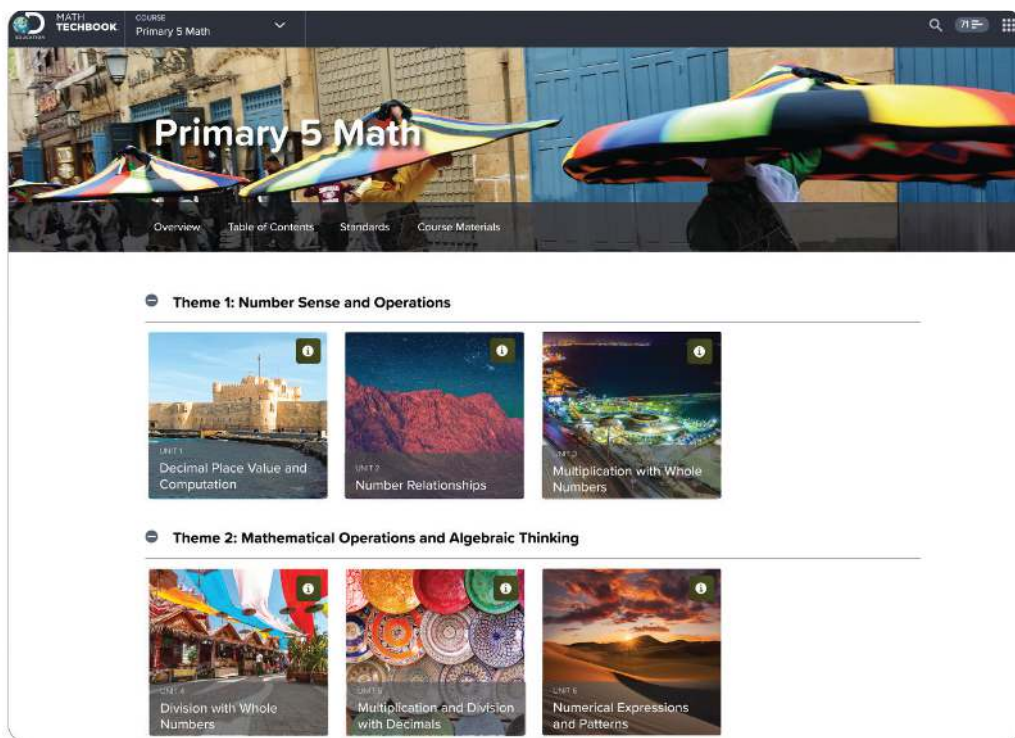 MATH
TECHBOOK
EDUCATION
COURSE
Primary 5 Math
71
Primary 5 Math
Overview Table of Contents Standards Course Materials
Theme 1: Number Sense and Operations
UNIT 1
Decimal Place Value and
Computation
UNIT 2
Number Relationships
UNIT 3
Multiplication with Whole
Numbers
Theme 2: Mathematical Operations and Algebraic Thinking
UNIT 4
Division with Whole
Numbers
UNIT 5
Multiplication and Division
with Decimals
UNIT 6
Numerical Expressions
and Patterns